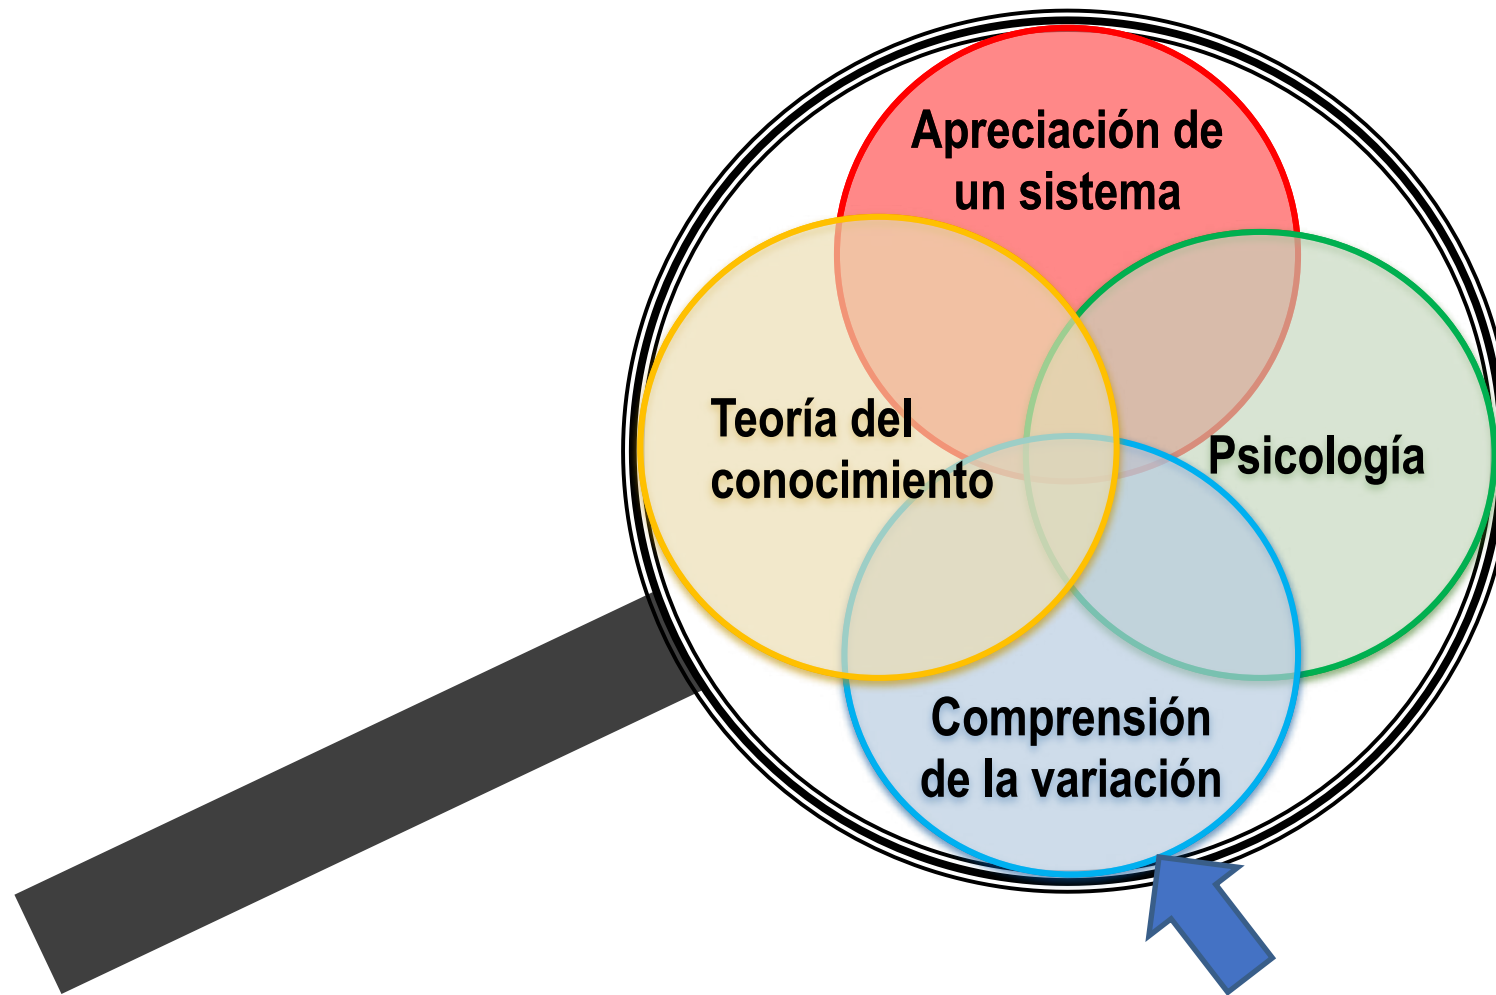 Apreciación de
un sistema
Teoría del
conocimiento
Psicología
Comprensión
de la variación